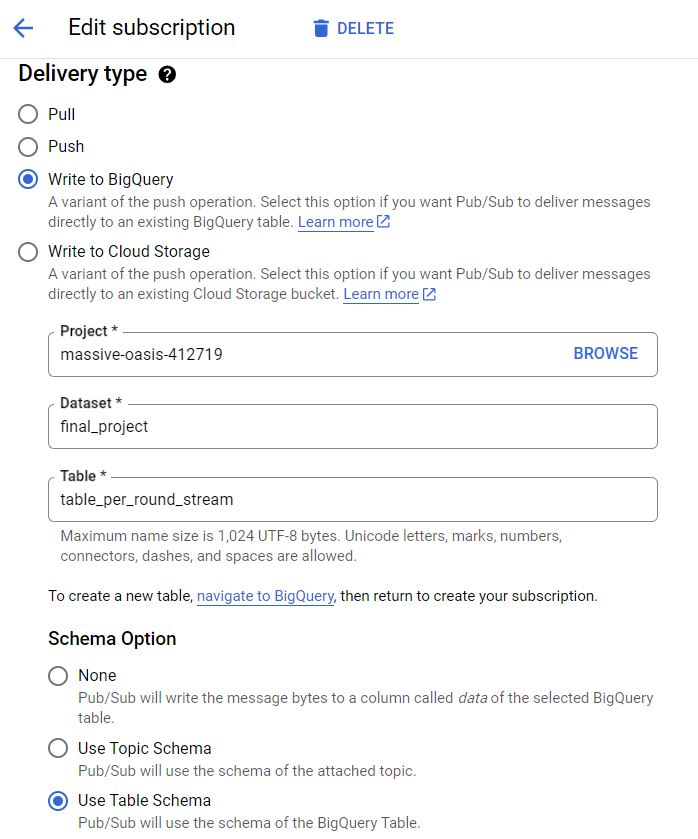 Edit subscription
DELETE
Delivery type
Pull
Push
Write to BigQuery
A variant of the push operation. Select this option if you want Pub/Sub to deliver messages
directly to an existing BigQuery table. Learn more
Write to Cloud Storage
A variant of the push operation. Select this option if you want Pub/Sub to deliver messages
directly to an existing Cloud Storage bucket. Learn more
Project *
massive-oasis-412719
BROWSE
Dataset *
final_project
Table *
table_per_round_stream
Maximum name size is 1,024 UTF-8 bytes. Unicode letters, marks, numbers,
connectors, dashes, and spaces are allowed.
To create a new table, navigate to BigQuery, then return to create your subscription.
Schema Option
None
Pub/Sub will write the message bytes to a column called data of the selected BigQuery
table.
Use Topic Schema
Pub/Sub will use the schema of the attached topic.
Use Table Schema
Pub/Sub will use the schema of the BigQuery Table.